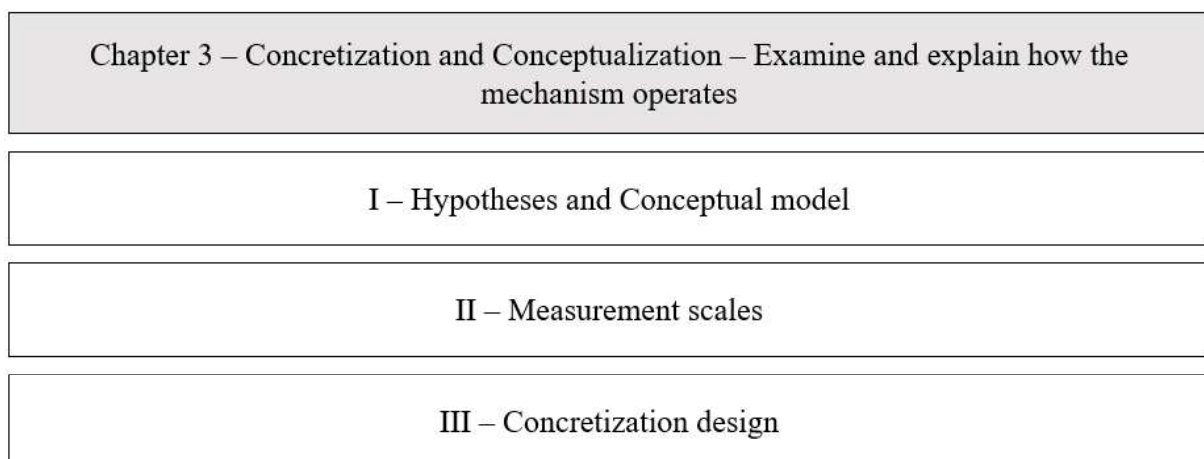 Chapter 3 – Concretization and Conceptualization – Examine and explain how the
mechanism operates
I – Hypotheses and Conceptual model
II – Measurement scales
III – Concretization design